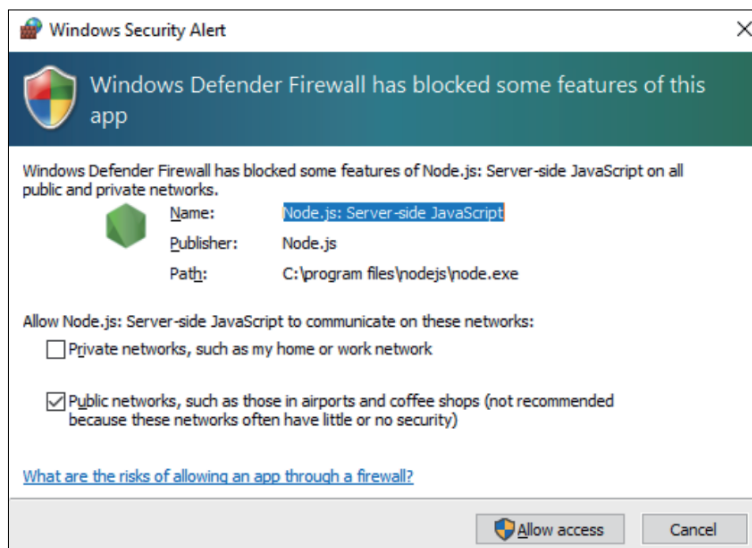 Windows Security Alert
Windows Defender Firewall has blocked some features of this
app
Windows Defender Firewall has blocked some features of Node.js: Server-side JavaScript on all
public and private networks.
Name: Node.js: Server-side JavaScript
Publisher: Node.js
Path: C:\program files\nodejs\node.exe
Allow Node.js: Server-side JavaScript to communicate on these networks:
Private networks, such as my home or work network
Public networks, such as those in airports and coffee shops (not recommended
because these networks often have little or no security)
What are the risks of allowing an app through a firewall?
Allow access Cancel